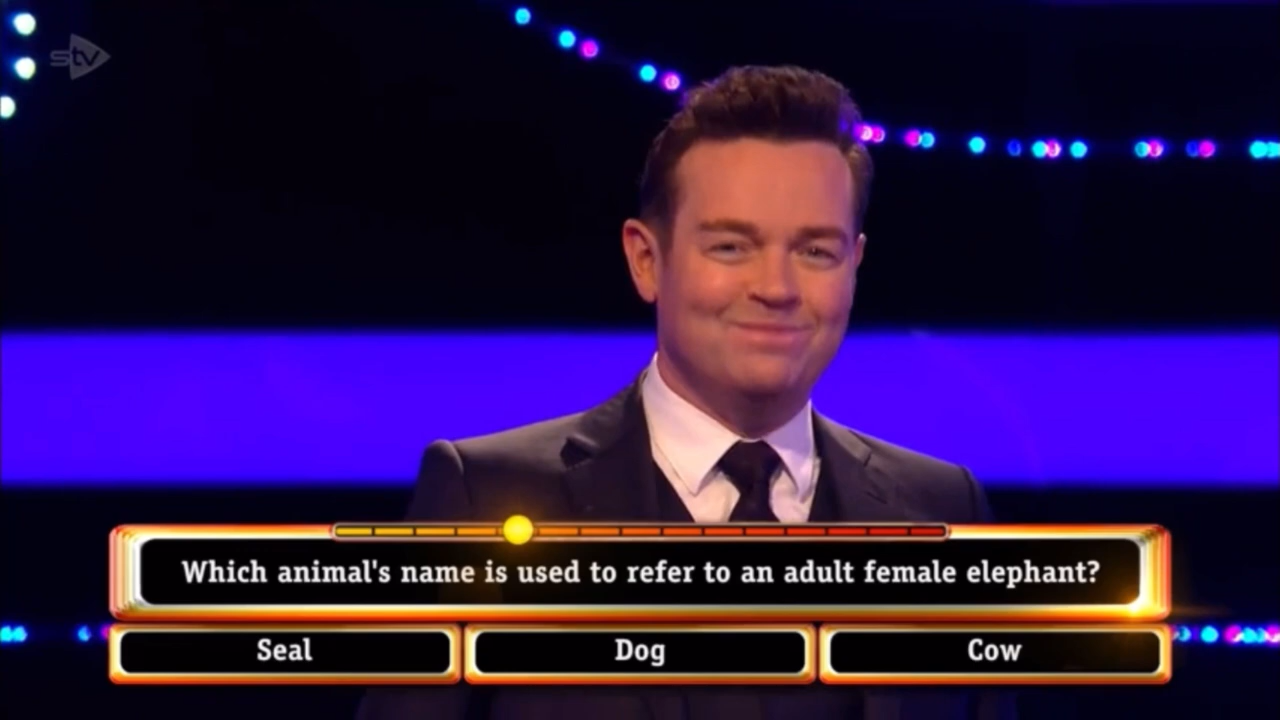 stv
Which animal's name is used to refer to an adult female elephant?
Seal
Dog
Cow